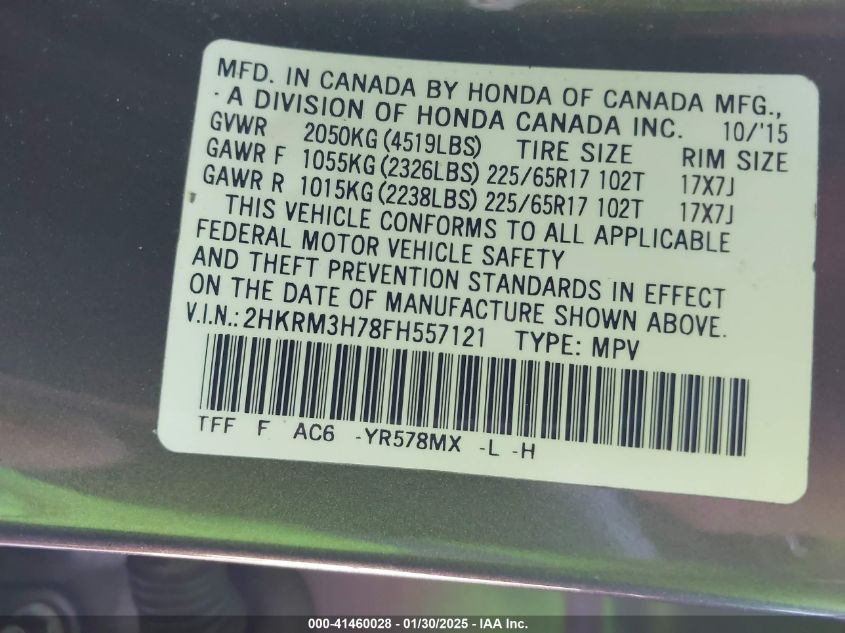 MFD. IN CANADA BY HONDA OF CANADA MFG.,
A DIVISION OF HONDA CANADA INC. 10/'15
GVWR 2050KG (4519LBS) TIRE SIZE RIM SIZE
GAWR F 1055KG (2326LBS) 225/65R17 102T 17X7J
GAWR R 1015KG (2238LBS) 225/65R17 102T 17X7J
THIS VEHICLE CONFORMS TO ALL APPLICABLE
FEDERAL MOTOR VEHICLE SAFETY
AND THEFT PREVENTION STANDARDS IN EFFECT
ON THE DATE OF MANUFACTURE SHOWN ABOVE.
V.I.N.: 2HKRM3H78FH557121 TYPE: MPV
TFF F AC6 -YR578MX -L -H
000-41460028 - 01/30/2025 - IAA Inc.